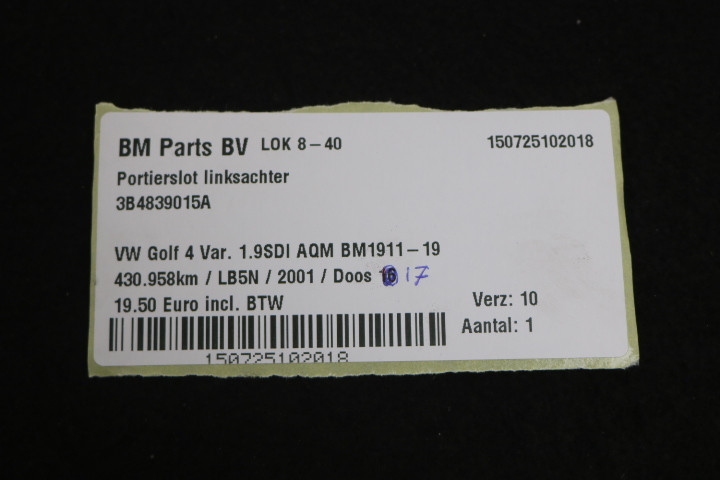 BM Parts BV LOK 8-40 150725102018
Portierslot linksachter
3B4839015A
VW Golf 4 Var. 1.9SDI AQM BM1911-19
430.958km / LB5N / 2001 / Doos 17
19.50 Euro incl. BTW Verz: 10
Aantal: 1
150725102018